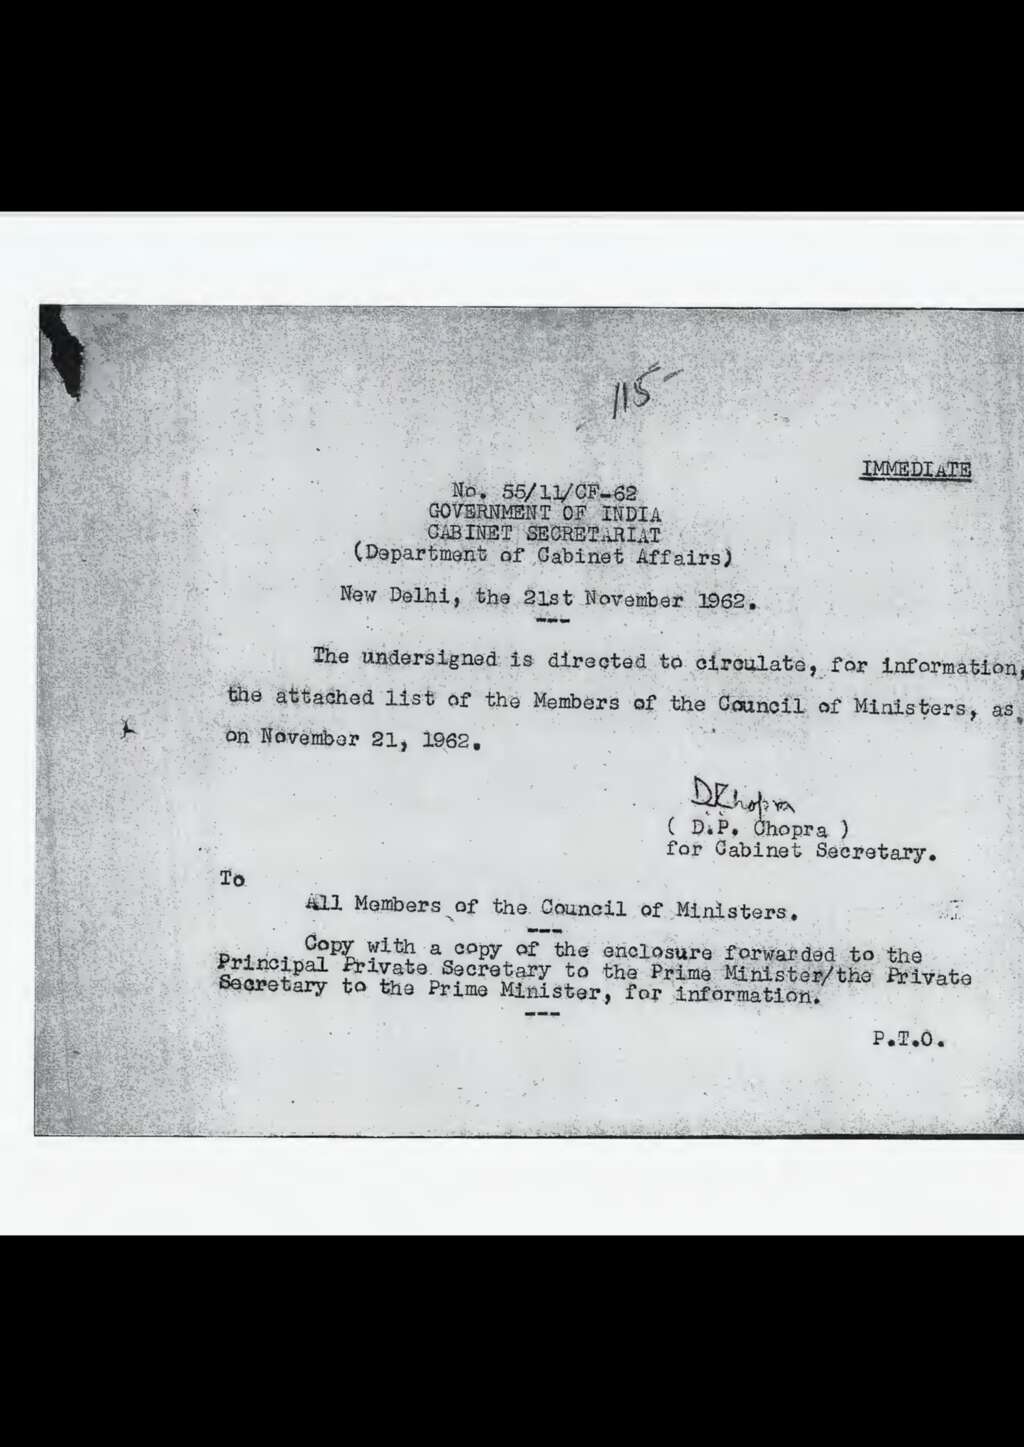 115
IMMEDIATE
No. 55/11/CF-62
GOVERNMENT OF INDIA
CABINET SECRETARIAT
(Department of Cabinet Affairs)
New Delhi, the 21st November 1962.
---
The undersigned is directed to circulate, for information,
the attached list of the Members of the Council of Ministers, as
on November 21, 1962.
DPChopra
( D.P. Chopra )
for Cabinet Secretary.
To
All Members of the Council of Ministers.
---
Copy with a copy of the enclosure forwarded to the
Principal Private Secretary to the Prime Minister/the Private
Secretary to the Prime Minister, for information.
---
P.T.O.